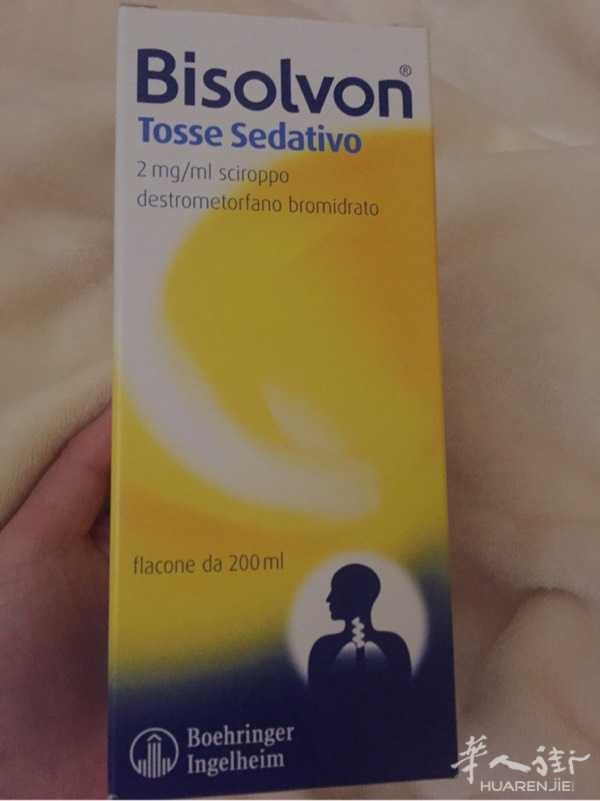 Bisolvon®
Tosse Sedativo
2 mg/ml sciroppo
destrometorfano bromidrato
flacone da 200 ml
Boehringer
Ingelheim
华人街
HUARENJIE